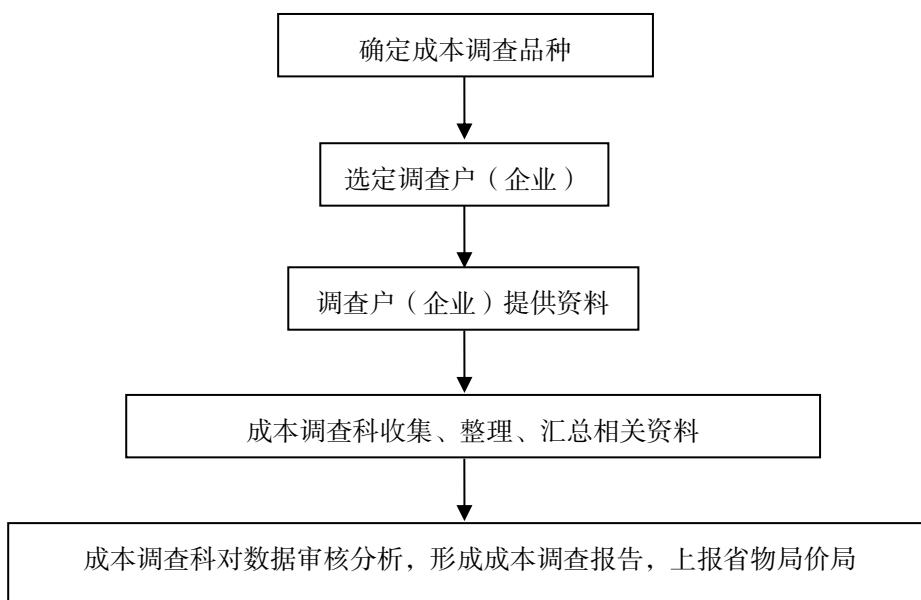 确定成本调查品种
选定调查户（企业）
调查户（企业）提供资料
成本调查科收集、整理、汇总相关资料
成本调查科对数据审核分析，形成成本调查报告，上报省物局价局